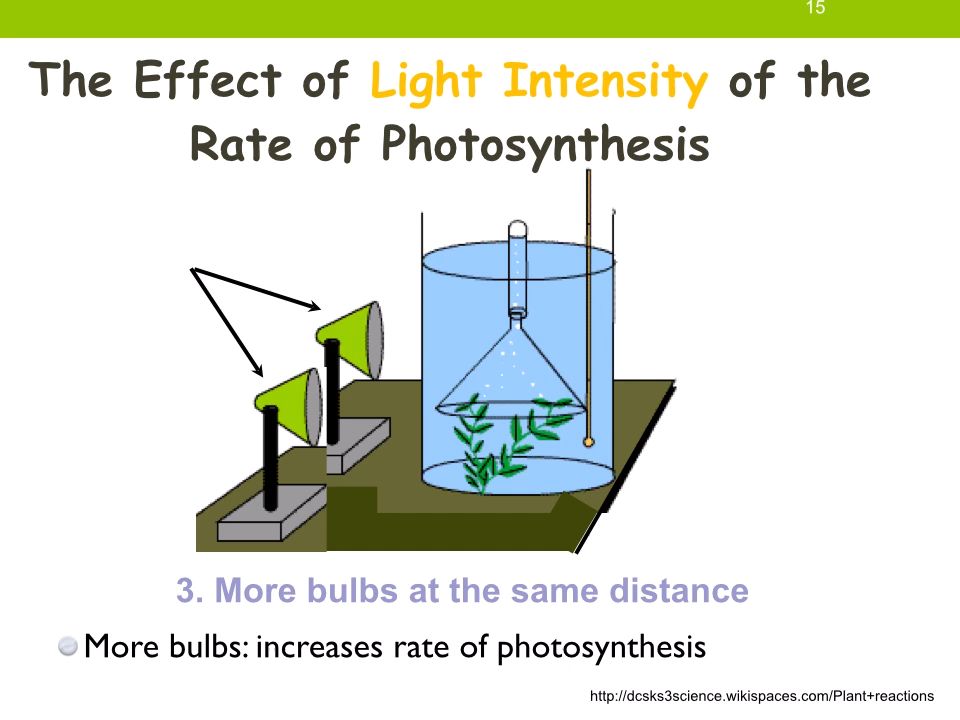 15
The Effect of Light Intensity of the
Rate of Photosynthesis
3. More bulbs at the same distance
More bulbs: increases rate of photosynthesis
http://dcsks3science.wikispaces.com/Plant+reactions